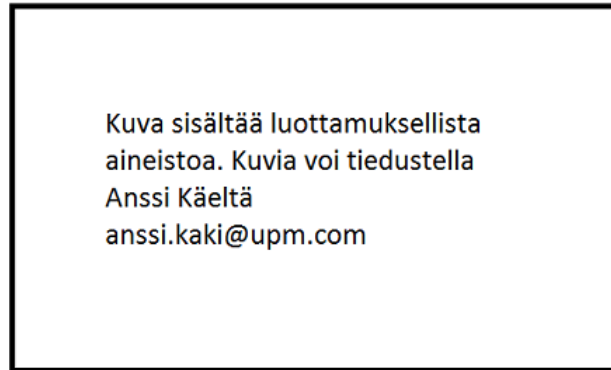 Kuva sisältää luottamuksellista
aineistoa. Kuvia voi tiedustella
Anssi Käeltä
anssi.kaki@upm.com